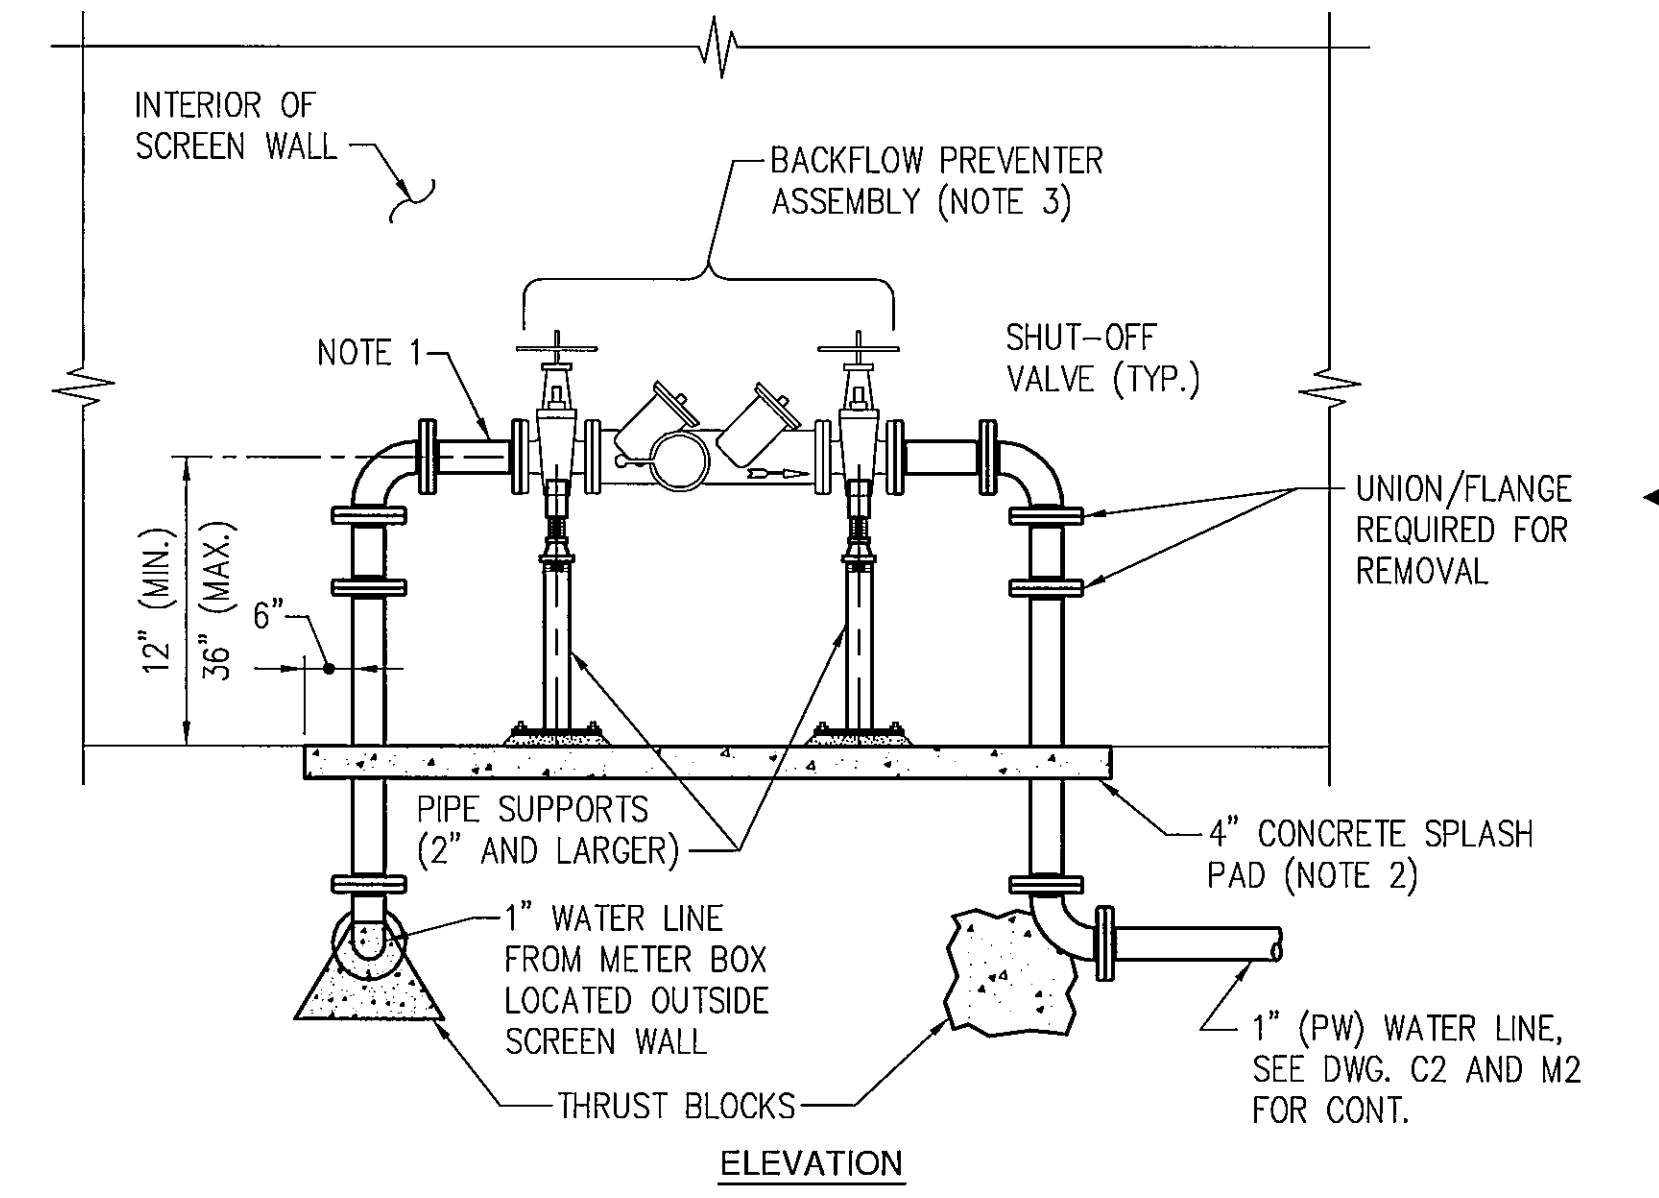 INTERIOR OF
SCREEN WALL
BACKFLOW PREVENTER
ASSEMBLY (NOTE 3)
NOTE 1
SHUT-OFF
VALVE (TYP.)
UNION/FLANGE
REQUIRED FOR
REMOVAL
12" (MIN.)
36" (MAX.)
6"
PIPE SUPPORTS
(2" AND LARGER)
4" CONCRETE SPLASH
PAD (NOTE 2)
1" WATER LINE
FROM METER BOX
LOCATED OUTSIDE
SCREEN WALL
1" (PW) WATER LINE,
SEE DWG. C2 AND M2
FOR CONT.
THRUST BLOCKS
ELEVATION